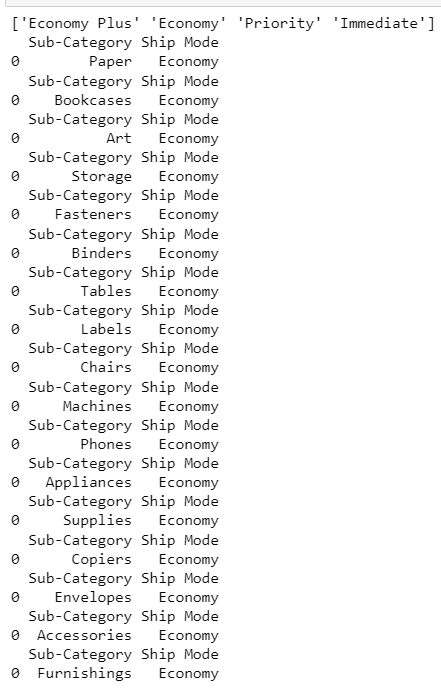 ['Economy Plus' 'Economy' 'Priority' 'Immediate']
Sub-Category Ship Mode
0 Paper Economy
Sub-Category Ship Mode
0 Bookcases Economy
Sub-Category Ship Mode
0 Art Economy
Sub-Category Ship Mode
0 Storage Economy
Sub-Category Ship Mode
0 Fasteners Economy
Sub-Category Ship Mode
0 Binders Economy
Sub-Category Ship Mode
0 Tables Economy
Sub-Category Ship Mode
0 Labels Economy
Sub-Category Ship Mode
0 Chairs Economy
Sub-Category Ship Mode
0 Machines Economy
Sub-Category Ship Mode
0 Phones Economy
Sub-Category Ship Mode
0 Appliances Economy
Sub-Category Ship Mode
0 Supplies Economy
Sub-Category Ship Mode
0 Copiers Economy
Sub-Category Ship Mode
0 Envelopes Economy
Sub-Category Ship Mode
0 Accessories Economy
Sub-Category Ship Mode
0 Furnishings Economy